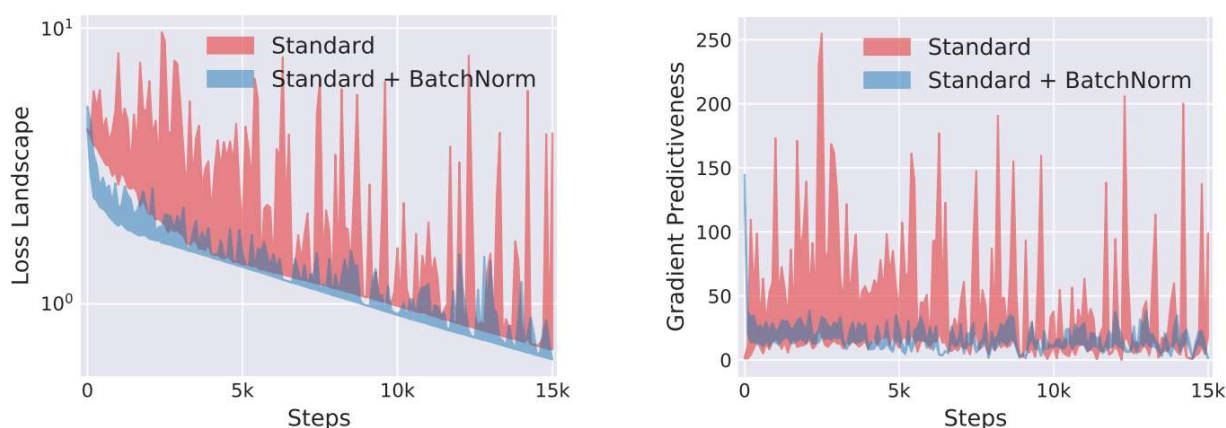 10¹
Standard
Standard + BatchNorm
Loss Landscape
10⁰
0
5k
10k
15k
Steps
250
Standard
Standard + BatchNorm
200
150
100
50
0
Gradient Predictiveness
0
5k
10k
15k
Steps